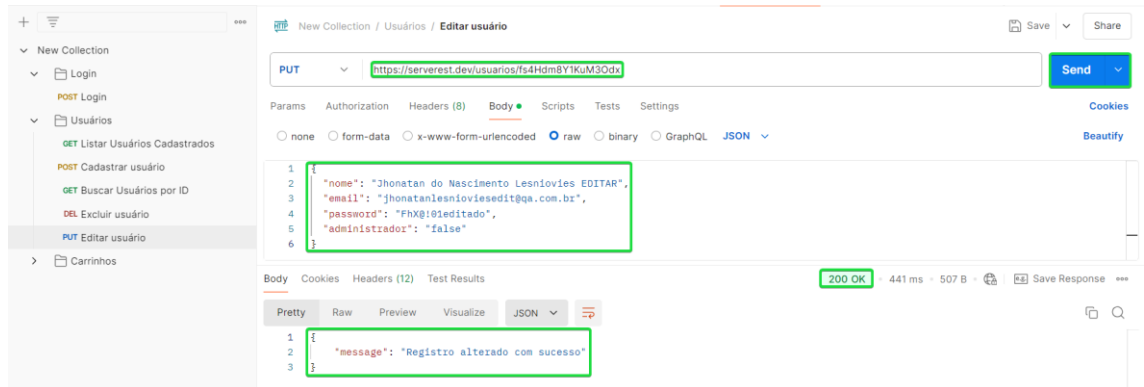 New Collection / Usuários / Editar usuário
Save
Share
New Collection
Login
POST Login
Usuários
GET Listar Usuários Cadastrados
POST Cadastrar usuário
GET Buscar Usuários por ID
DEL Excluir usuário
PUT Editar usuário
Carrinhos
PUT https://serverest.dev/usuarios/fs4Hdm8Y1KuM3Odx Send
Params Authorization Headers (8) Body Scripts Tests Settings Cookies
none form-data x-www-form-urlencoded raw binary GraphQL JSON Beautify
1 {
2 "nome": "Jhonatan do Nascimento Lesniovies EDITAR",
3 "email": "jhonatanlesnioviesedit@qa.com.br",
4 "password": "FhX@!01editado",
5 "administrador": "false"
6 }
Body Cookies Headers (12) Test Results 200 OK 441 ms 507 B Save Response
Pretty Raw Preview Visualize JSON
1 {
2 "message": "Registro alterado com sucesso"
3 }